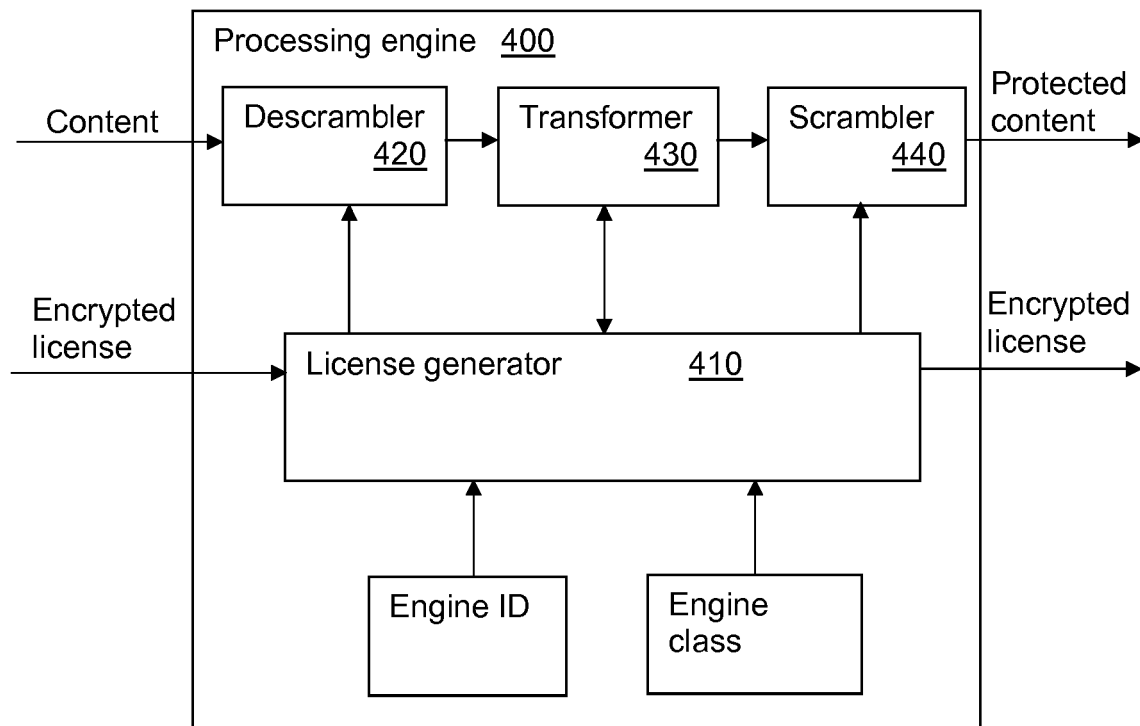 Processing engine 400
Content
Descrambler
420
Transformer
430
Scrambler
440
Protected
content
Encrypted
license
License generator 410
Encrypted
license
Engine ID
Engine
class